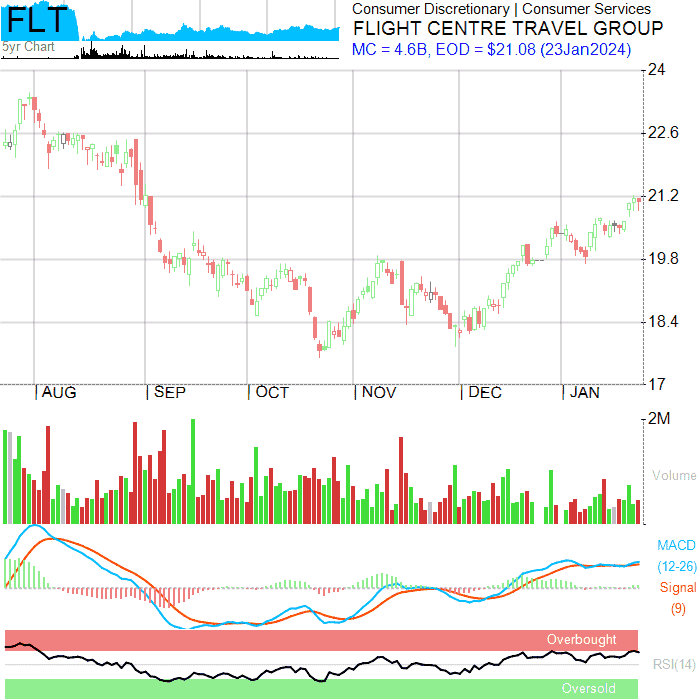 FLT
5yr Chart
Consumer Discretionary | Consumer Services
FLIGHT CENTRE TRAVEL GROUP
MC = 4.6B, EOD = $21.08 (23Jan2024)
24
22.6
21.2
19.8
18.4
17
|AUG |SEP |OCT |NOV |DEC |JAN
2M
Volume
MACD
(12-26)
Signal
(9)
Overbought
RSI(14)
Oversold